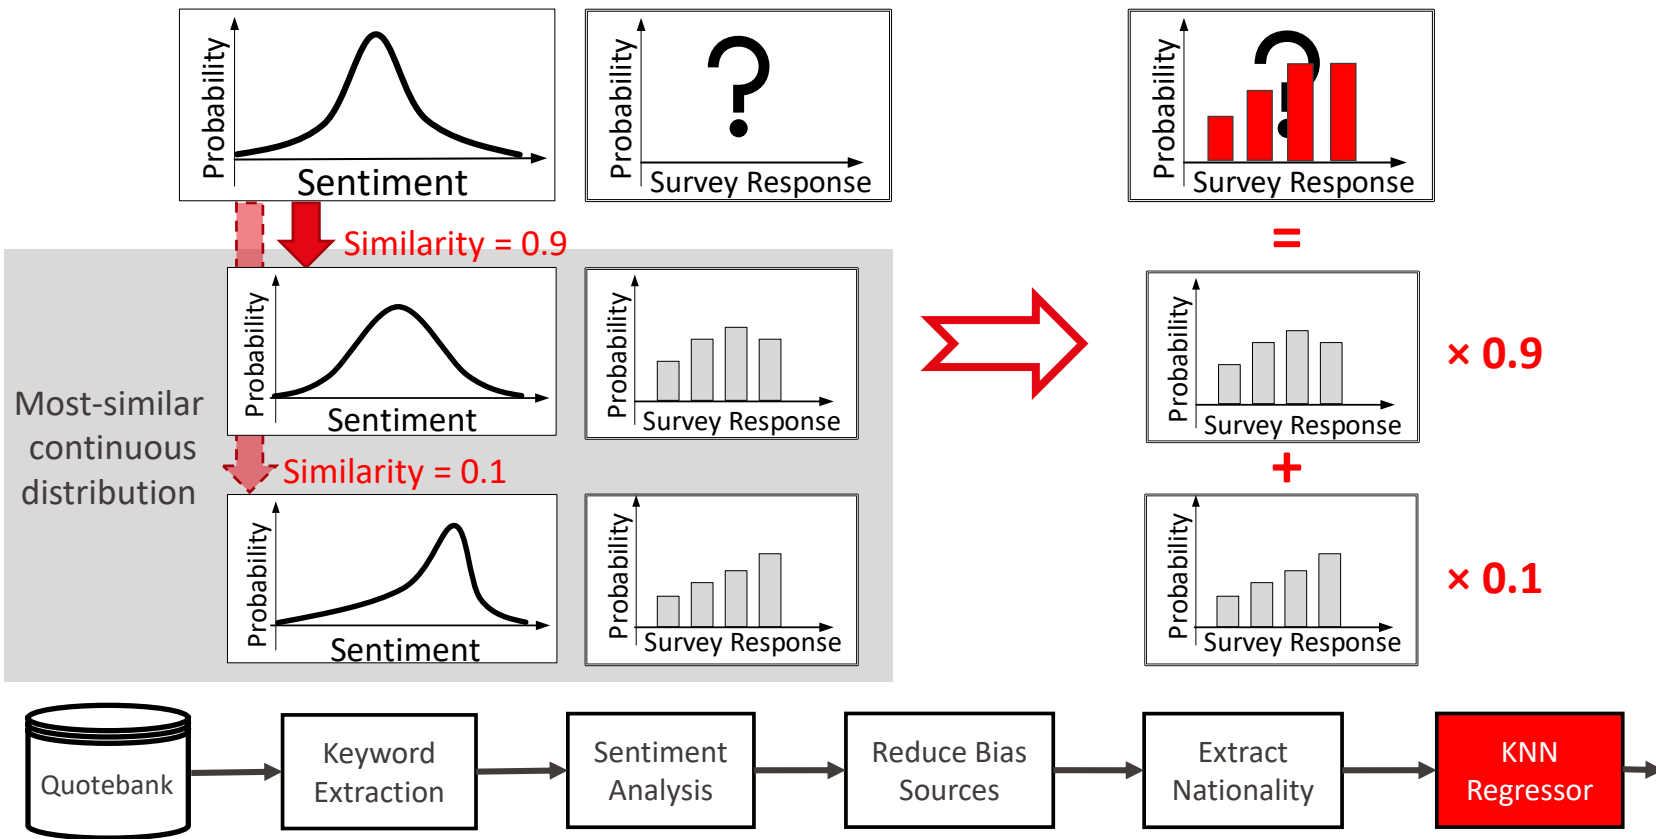 Probability
Sentiment
Probability
?
Survey Response
Probability
?
Survey Response
Similarity = 0.9
=
Most-similar
continuous
distribution
Probability
Sentiment
Probability
Survey Response
Probability
Survey Response
× 0.9
Similarity = 0.1
+
Probability
Sentiment
Probability
Survey Response
Probability
Survey Response
× 0.1
Quotebank
Keyword
Extraction
Sentiment
Analysis
Reduce Bias
Sources
Extract
Nationality
KNN
Regressor